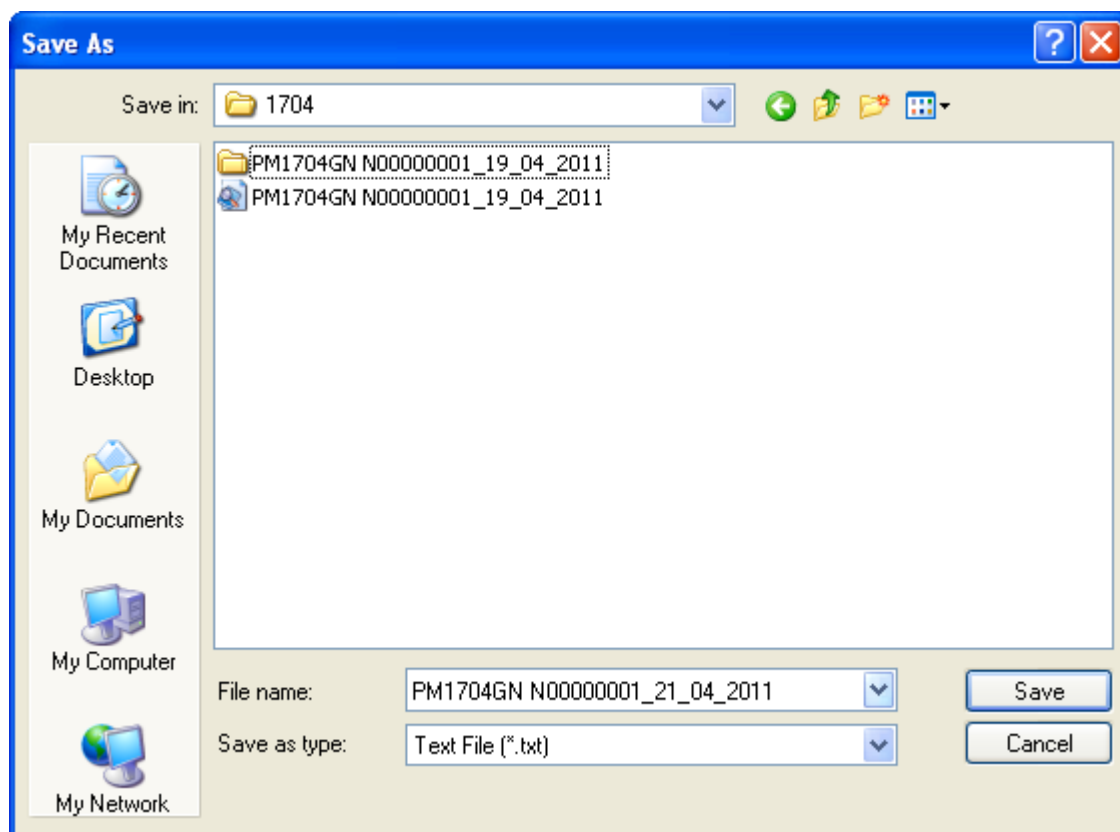 Save As
Save in: 1704
PM1704GN N00000001_19_04_2011
PM1704GN N00000001_19_04_2011
My Recent
Documents
Desktop
My Documents
My Computer
My Network
File name: PM1704GN N00000001_21_04_2011 Save
Save as type: Text File (*.txt) Cancel